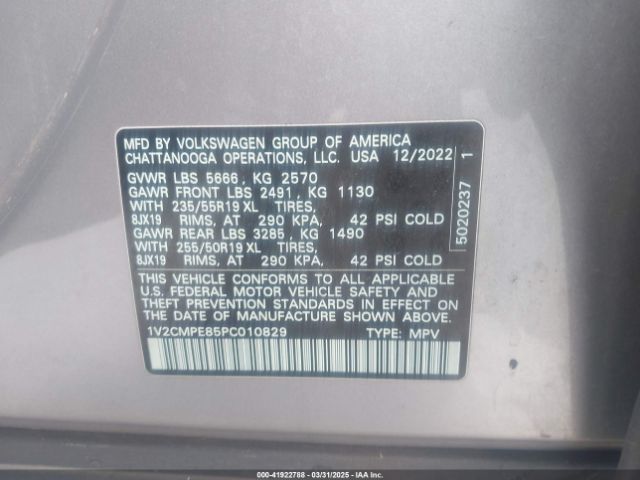 MFD BY VOLKSWAGEN GROUP OF AMERICA
CHATTANOOGA OPERATIONS, LLC. USA 12/2022
GVWR LBS 5666, KG 2570
GAWR FRONT LBS 2491, KG 1130
WITH 235/55R19 XL TIRES,
8JX19 RIMS, AT 290 KPA, 42 PSI COLD
GAWR REAR LBS 3285, KG 1490
WITH 255/50R19 XL TIRES,
8JX19 RIMS, AT 290 KPA, 42 PSI COLD
THIS VEHICLE CONFORMS TO ALL APPLICABLE
U.S. FEDERAL MOTOR VEHICLE SAFETY AND
THEFT PREVENTION STANDARDS IN EFFECT ON
THE DATE OF MANUFACTURE SHOWN ABOVE.
1V2CMPE85PC010829 TYPE: MPV
5020237 1
000-41922788 - 03/31/2025 - IAAI.COM